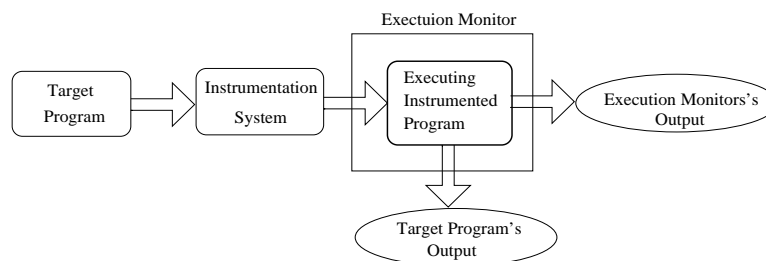 Exectuion Monitor
Target
Program
Instrumentation
System
Executing
Instrumented
Program
Execution Monitors's
Output
Target Program's
Output